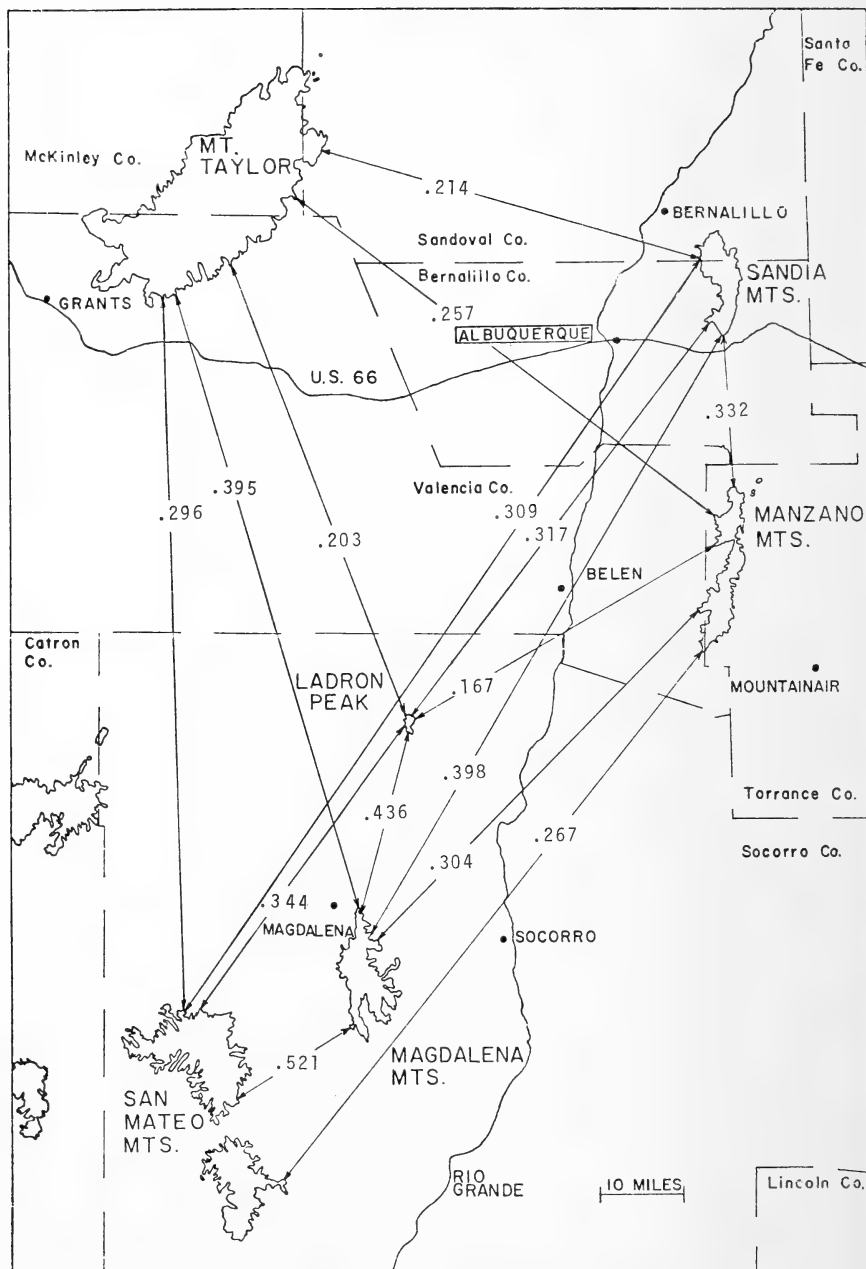 Santa
Fe Co.
McKinley Co.
MT.
TAYLOR
.214
BERNALILLO
Sandoval Co.
Bernalillo Co.
SANDIA
MTS.
GRANTS
.257
ALBUQUERQUE
U.S. 66
.332
.395
.296
Valencia Co.
.309
.317
MANZANO
MTS.
.203
BELEN
Catron
Co.
LADRON
PEAK
.167
MOUNTAINAIR
.398
.436
Torrance Co.
.267
.304
Socorro Co.
.344
MAGDALENA
SOCORRO
MAGDALENA
MTS.
.521
SAN
MATEO
MTS.
RIO
GRANDE
10 MILES
Lincoln Co.